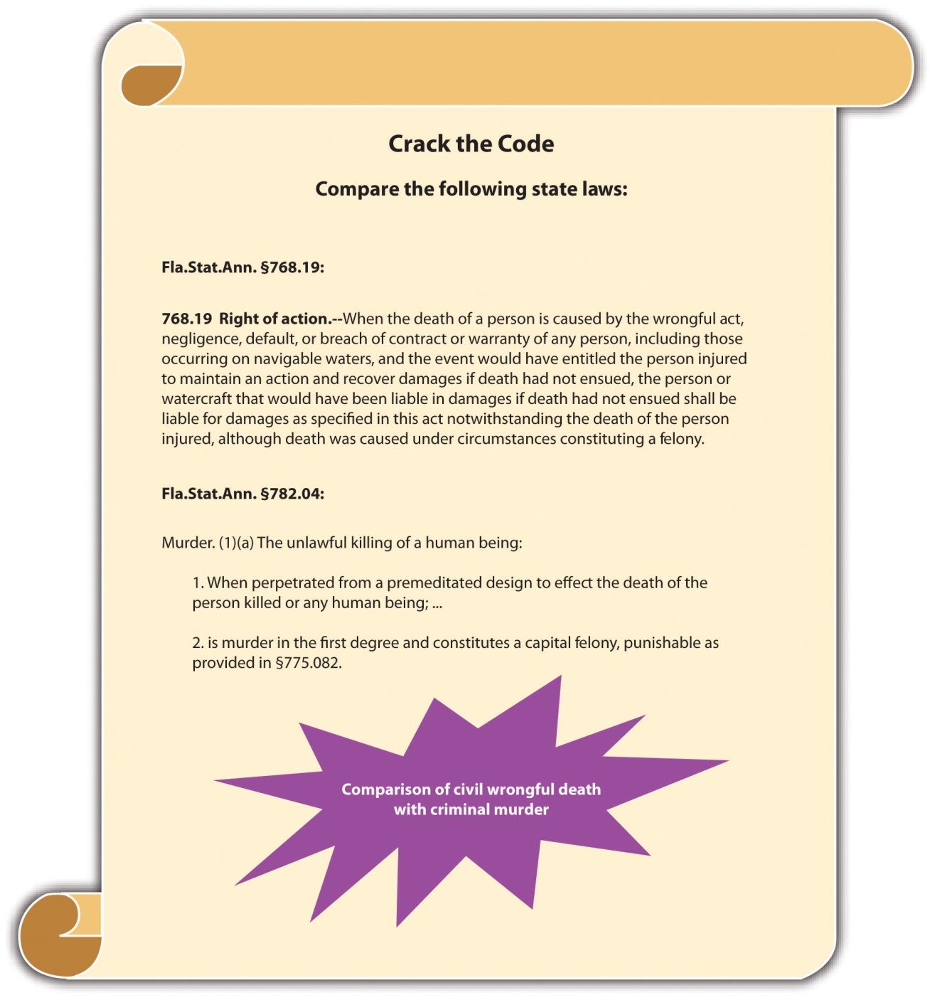 Crack the Code
Compare the following state laws:
Fla.Stat.Ann. §768.19:
768.19 Right of action.--When the death of a person is caused by the wrongful act,
negligence, default, or breach of contract or warranty of any person, including those
occurring on navigable waters, and the event would have entitled the person injured
to maintain an action and recover damages if death had not ensued, the person or
watercraft that would have been liable in damages if death had not ensued shall be
liable for damages as specified in this act notwithstanding the death of the person
injured, although death was caused under circumstances constituting a felony.
Fla.Stat.Ann. §782.04:
Murder. (1)(a) The unlawful killing of a human being:
1. When perpetrated from a premeditated design to effect the death of the
person killed or any human being; ...
2. is murder in the first degree and constitutes a capital felony, punishable as
provided in §775.082.
Comparison of civil wrongful death
with criminal murder